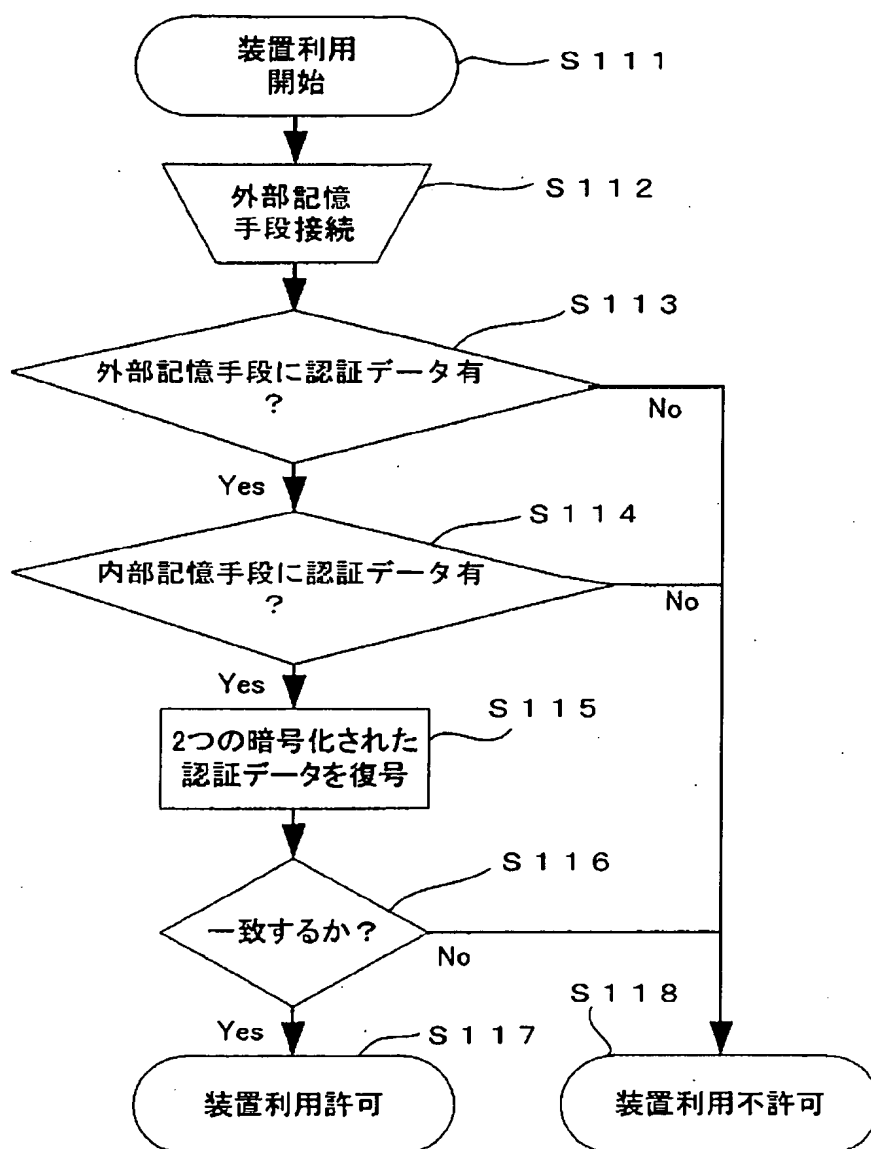 装置利用
開始
Ｓ１１１
外部記憶
手段接続
Ｓ１１２
Ｓ１１３
外部記憶手段に認証データ有
？
No
Yes
Ｓ１１４
内部記憶手段に認証データ有
？
No
Yes
Ｓ１１５
2つの暗号化された
認証データを復号
Ｓ１１６
一致するか？
No
Yes
Ｓ１１７
Ｓ１１８
装置利用許可
装置利用不許可